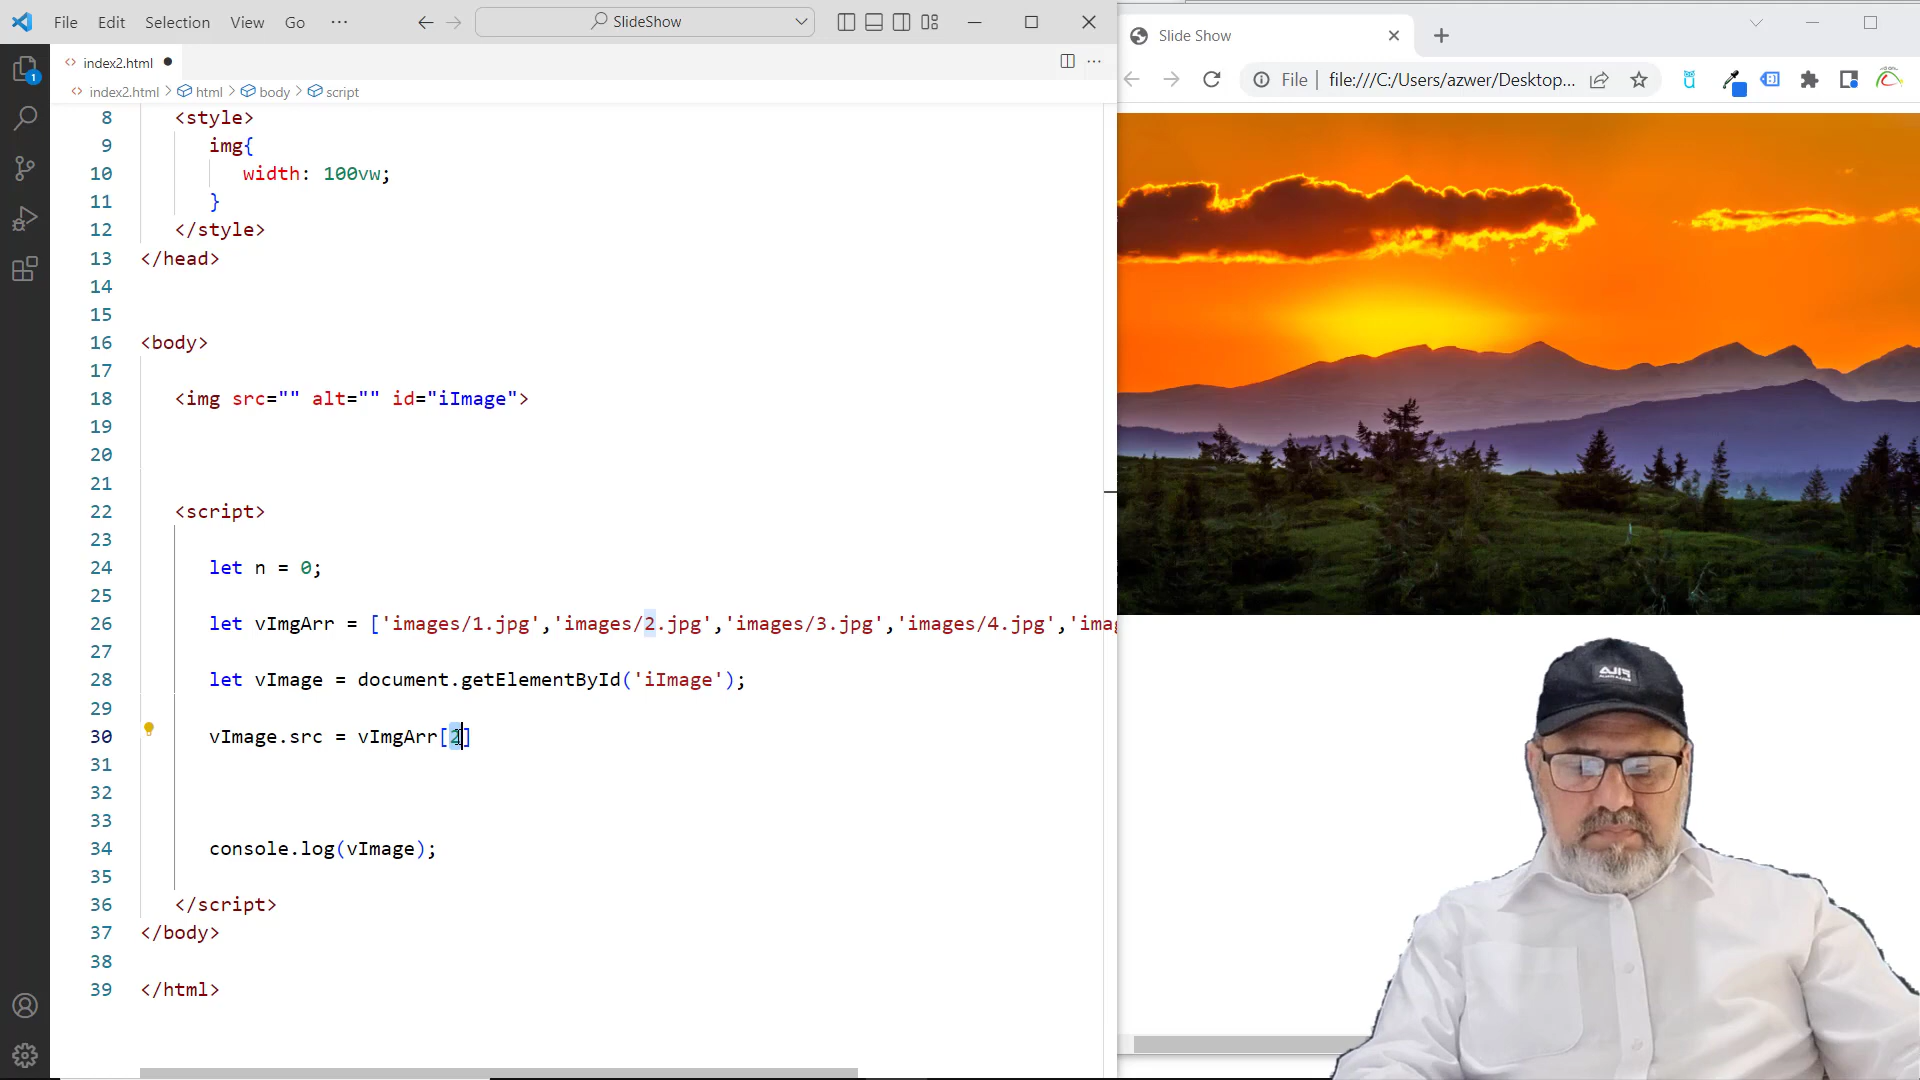 File Edit Selection View Go ··· SlideShow
index2.html
index2.html > html > body > script
8 <style>
9 img{
10 width: 100vw;
11 }
12 </style>
13 </head>
14
15
16 <body>
17
18 <img src="" alt="" id="iImage">
19
20
21
22 <script>
23
24 let n = 0;
25
26 let vImgArr = ['images/1.jpg','images/2.jpg','images/3.jpg','images/4.jpg','imag
27
28 let vImage = document.getElementById('iImage');
29
30 vImage.src = vImgArr[2]
31
32
33
34 console.log(vImage);
35
36 </script>
37 </body>
38
39 </html>
1
Slide Show
File file:///C:/Users/azwer/Desktop...